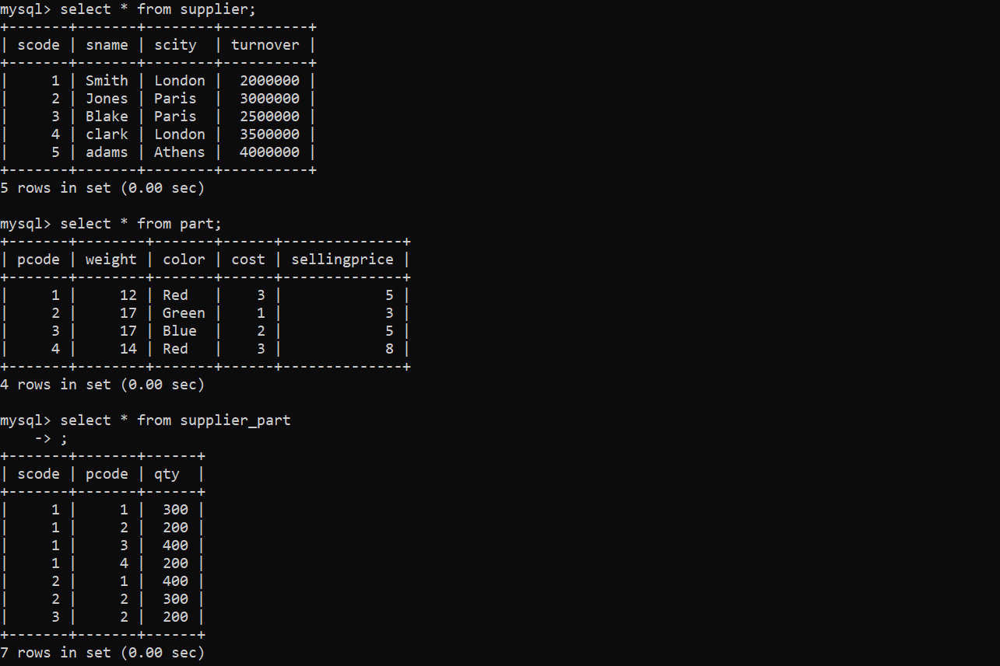 mysql> select * from supplier;
+-------+-------+--------+----------+
| scode | sname | scity  | turnover |
+-------+-------+--------+----------+
|     1 | Smith | London |  2000000 |
|     2 | Jones | Paris  |  3000000 |
|     3 | Blake | Paris  |  2500000 |
|     4 | clark | London |  3500000 |
|     5 | adams | Athens |  4000000 |
+-------+-------+--------+----------+
5 rows in set (0.00 sec)

mysql> select * from part;
+-------+--------+-------+------+--------------+
| pcode | weight | color | cost | sellingprice |
+-------+--------+-------+------+--------------+
|     1 |     12 | Red   |    3 |            5 |
|     2 |     17 | Green |    1 |            3 |
|     3 |     17 | Blue  |    2 |            5 |
|     4 |     14 | Red   |    3 |            8 |
+-------+--------+-------+------+--------------+
4 rows in set (0.00 sec)

mysql> select * from supplier_part
    -> ;
+-------+-------+------+
| scode | pcode | qty  |
+-------+-------+------+
|     1 |     1 |  300 |
|     1 |     2 |  200 |
|     1 |     3 |  400 |
|     1 |     4 |  200 |
|     2 |     1 |  400 |
|     2 |     2 |  300 |
|     3 |     2 |  200 |
+-------+-------+------+
7 rows in set (0.00 sec)